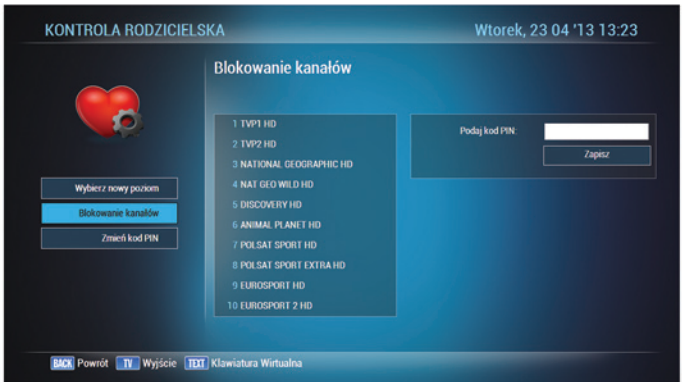 KONTROLA RODZICIELSKA
Wtorek, 23 04 '13 13:23
Blokowanie kanałów
Wybierz nowy poziom
Blokowanie kanałów
Zmień kod PIN
1 TVP1 HD
2 TVP2 HD
3 NATIONAL GEOGRAPHIC HD
4 NAT GEO WILD HD
5 DISCOVERY HD
6 ANIMAL PLANET HD
7 POLSAT SPORT HD
8 POLSAT SPORT EXTRA HD
9 EUROSPORT HD
10 EUROSPORT 2 HD
Podaj kod PIN:
Zapisz
BACK Powrót TV Wyjście TEXT Klawiatura Wirtualna